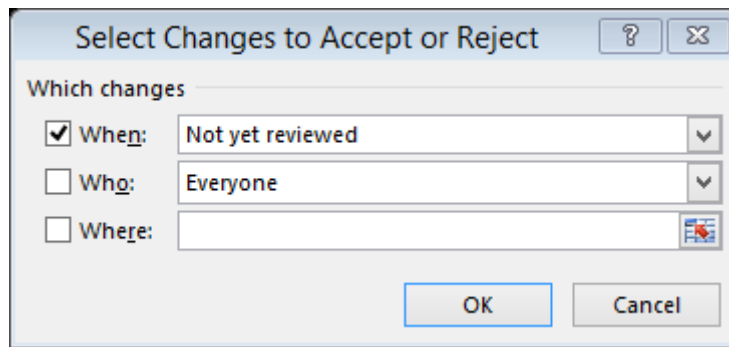 Select Changes to Accept or Reject
Which changes
When: Not yet reviewed
Who: Everyone
Where:
OK Cancel